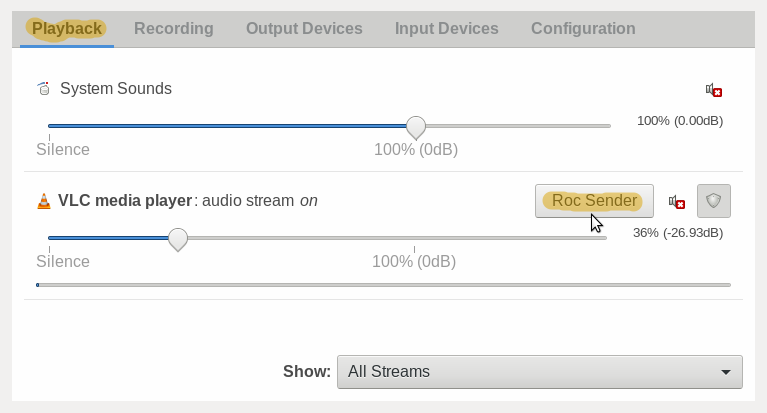 Playback Recording Output Devices Input Devices Configuration
System Sounds
100% (0.00dB)
Silence 100% (0dB)
VLC media player: audio stream on Roc Sender
36% (-26.93dB)
Silence 100% (0dB)
Show: All Streams